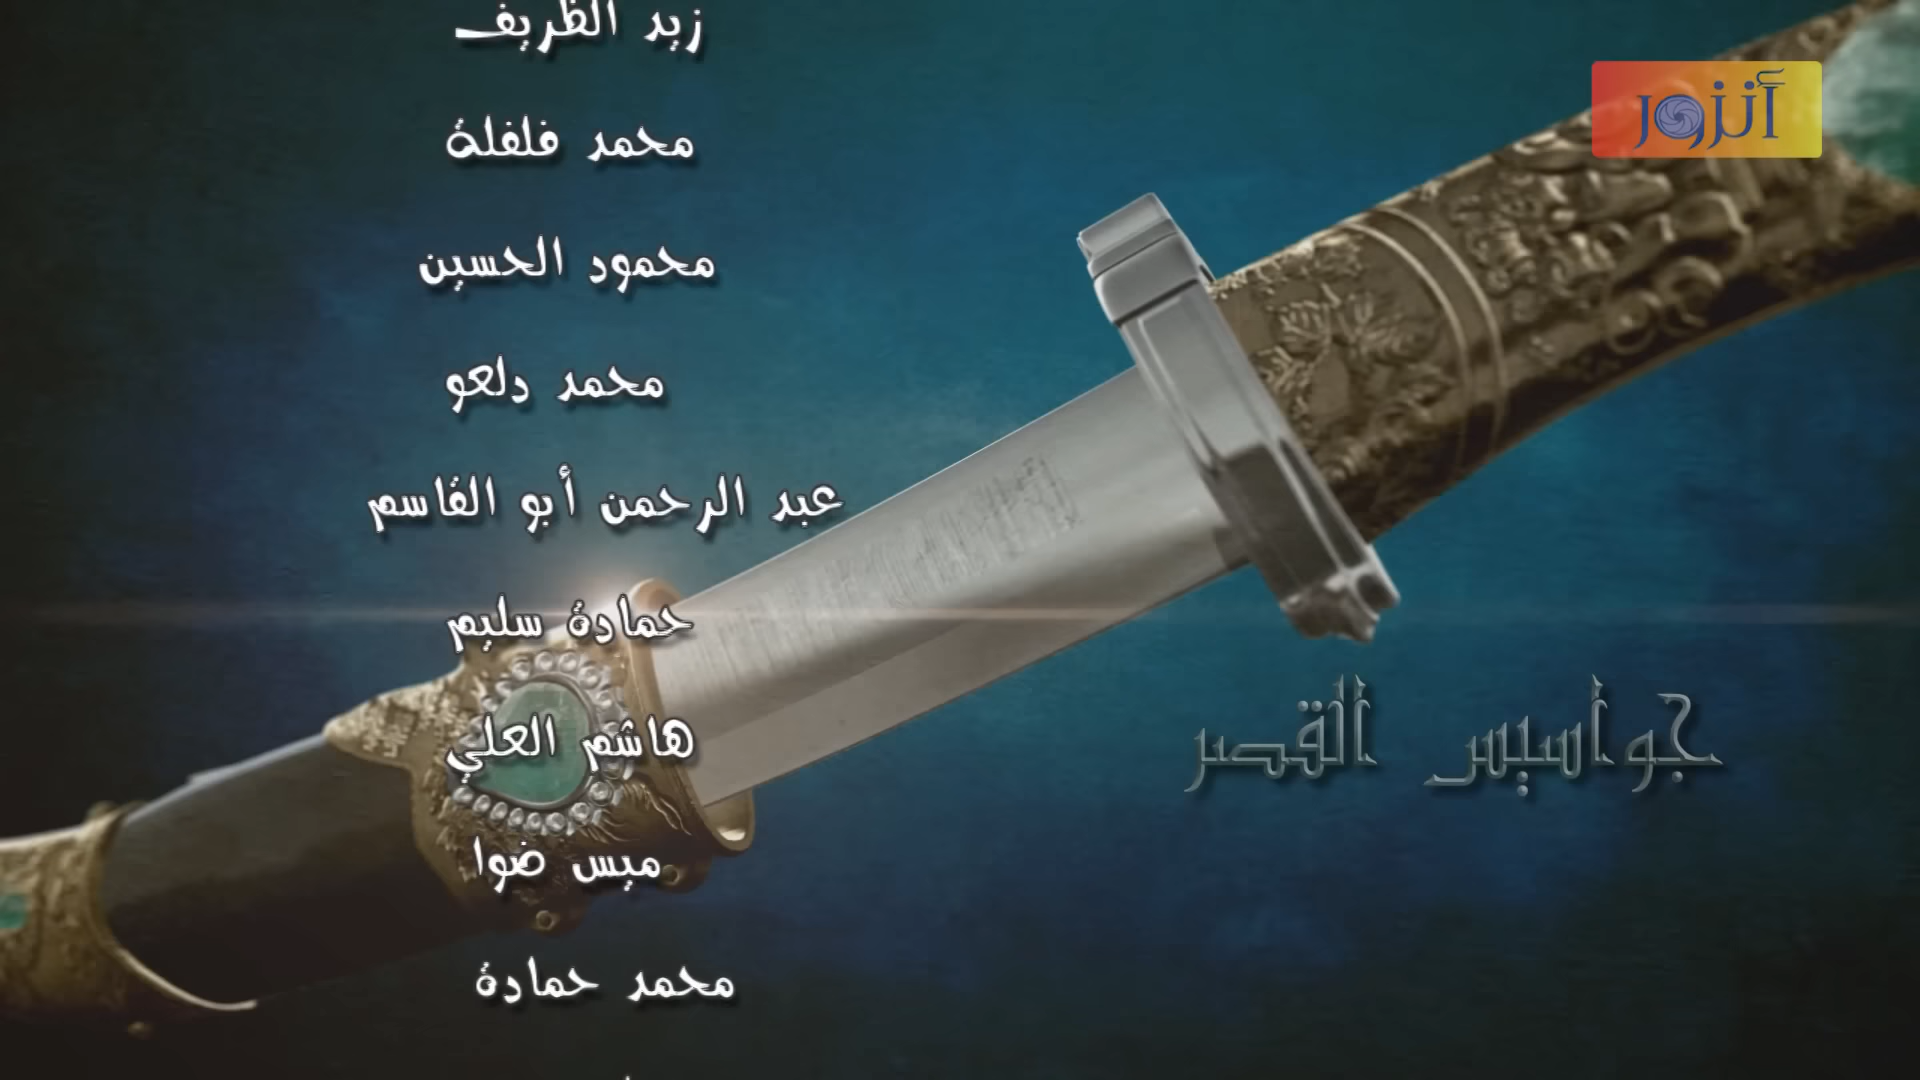 زيد الظريف
آنزور
محمد فلفلة
محمود الحسين
محمد دلعو
عبد الرحمن أبو القاسم
حمادة سليم
هاشم العلي
جواسيس القصر
ميس ضوا
محمد حمادة